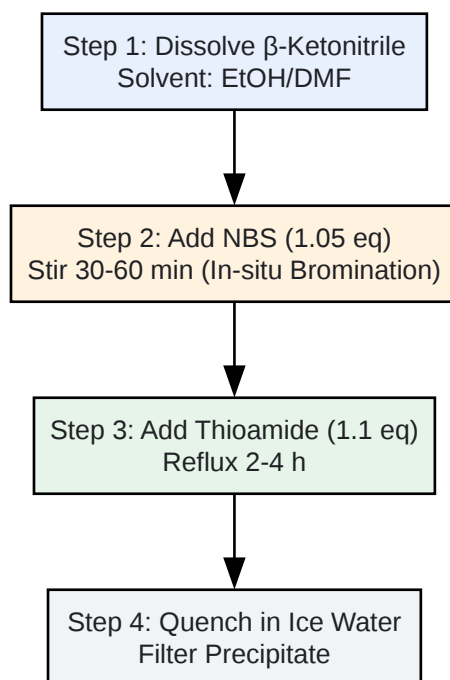 Step 1: Dissolve β-Ketonitrile
Solvent: EtOH/DMF
Step 2: Add NBS (1.05 eq)
Stir 30-60 min (In-situ Bromination)
Step 3: Add Thioamide (1.1 eq)
Reflux 2-4 h
Step 4: Quench in Ice Water
Filter Precipitate